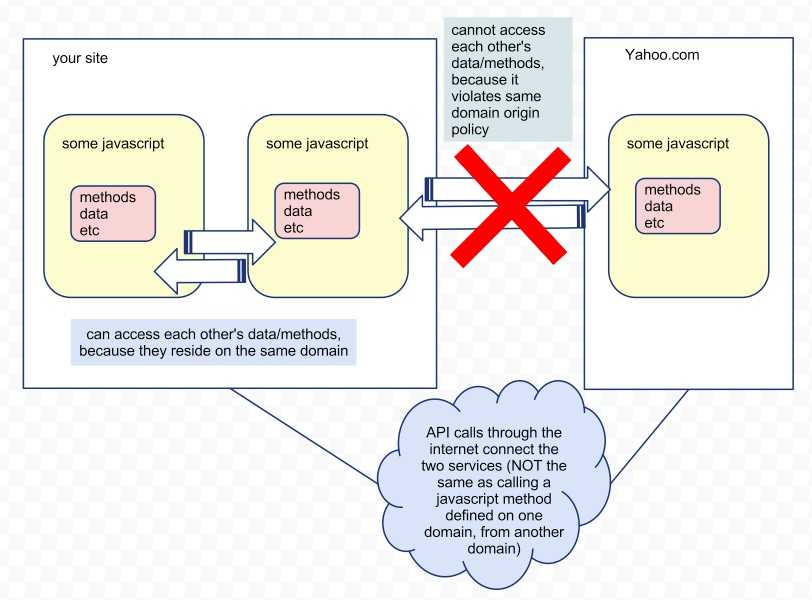 your site
some javascript
methods
data
etc
some javascript
methods
data
etc
can access each other's data/methods,
because they reside on the same domain
cannot access
each other's
data/methods,
because it
violates same
domain origin
policy
Yahoo.com
some javascript
methods
data
etc
API calls through the
internet connect the
two services (NOT the
same as calling a
javascript method
defined on one
domain, from another
domain)